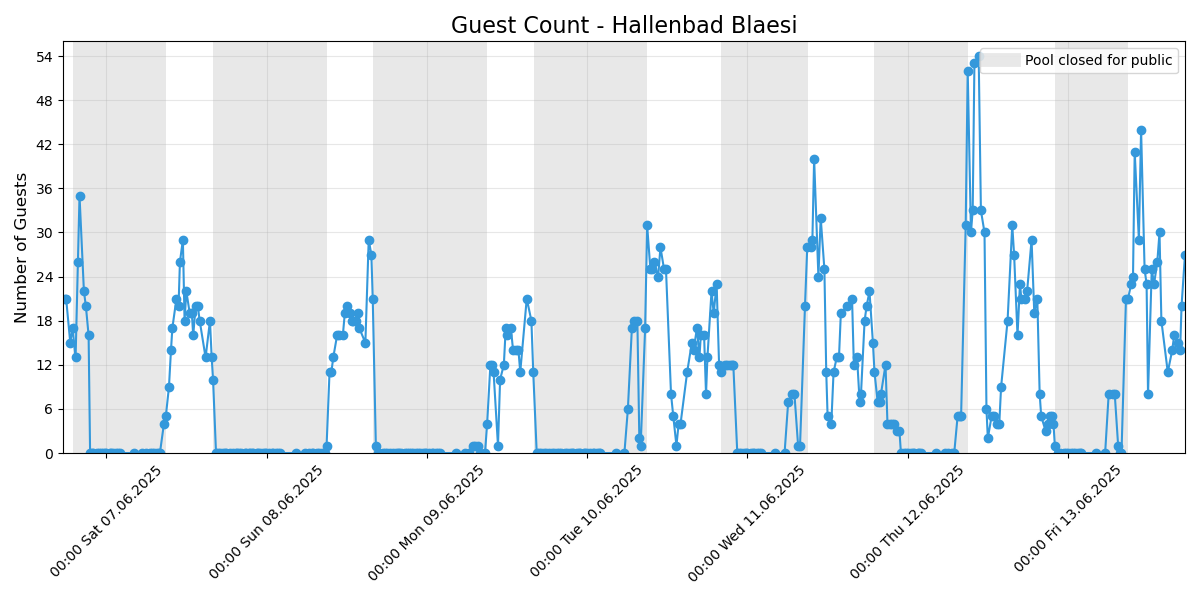 Guest Count - Hallenbad Blaesi
Pool closed for public
Number of Guests
54
48
42
36
30
24
18
12
6
0
00:00 Sat 07.06.2025
00:00 Sun 08.06.2025
00:00 Mon 09.06.2025
00:00 Tue 10.06.2025
00:00 Wed 11.06.2025
00:00 Thu 12.06.2025
00:00 Fri 13.06.2025